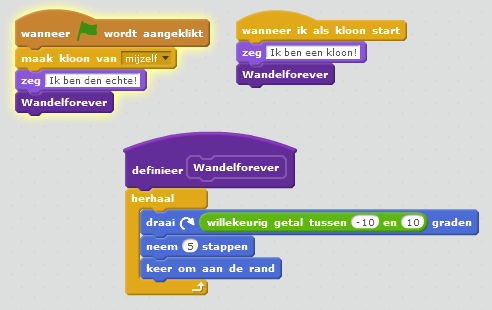 wanneer wordt aangeklikt
maak kloon van mijzelf
zeg Ik ben den echte!
Wandelforever
wanneer ik als kloon start
zeg Ik ben een kloon!
Wandelforever
definieer Wandelforever
herhaal
draai willekeurig getal tussen -10 en 10 graden
neem 5 stappen
keer om aan de rand